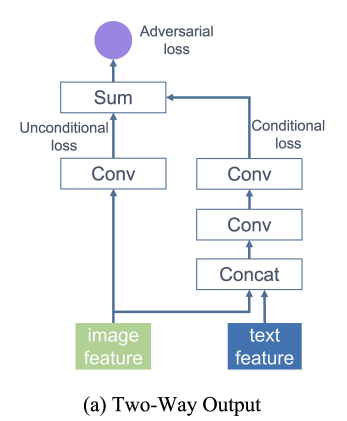 Adversarial
loss
Sum
Unconditional
loss
Conditional
loss
Conv
Conv
Conv
Concat
image
feature
text
feature
(a) Two-Way Output